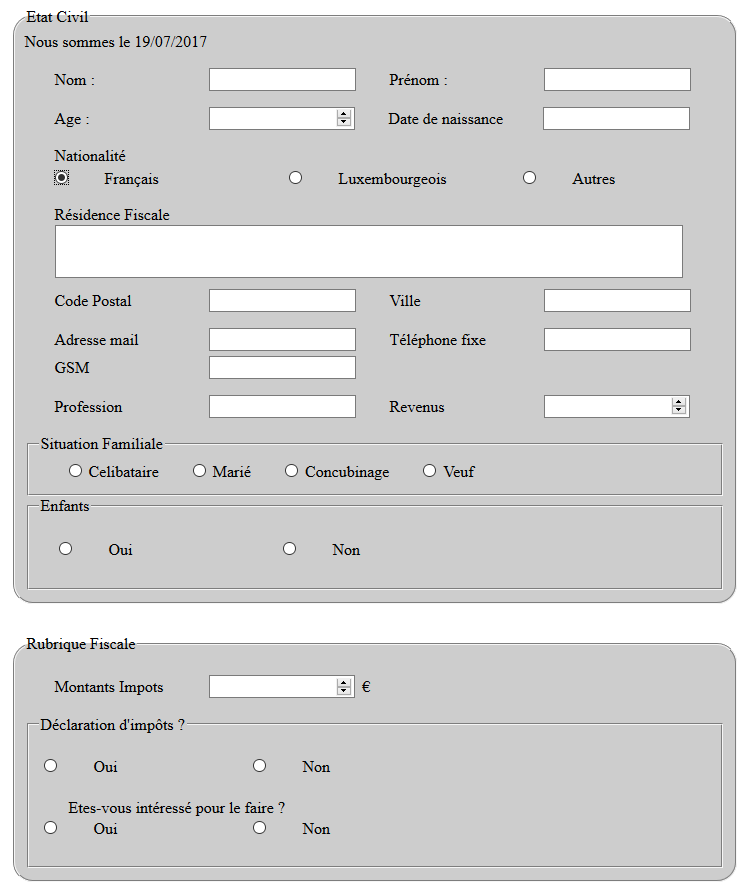 Etat Civil
Nous sommes le 19/07/2017
Nom : Prénom :
Age : Date de naissance
Nationalité
Français Luxembourgeois Autres
Résidence Fiscale
Code Postal Ville
Adresse mail Téléphone fixe
GSM
Profession Revenus
Situation Familiale
Celibataire Marié Concubinage Veuf
Enfants
Oui Non
Rubrique Fiscale
Montants Impots €
Déclaration d'impôts ?
Oui Non
Etes-vous intéressé pour le faire ?
Oui Non